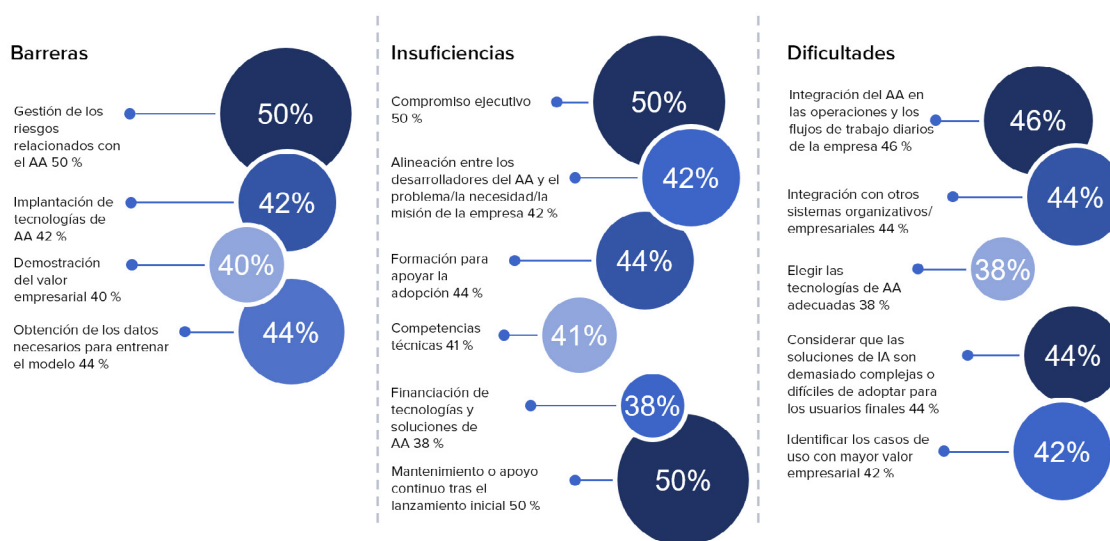 Barreras
Gestión de los
riesgos
relacionados con
el AA 50 %
50%
Implantación de
tecnologías de
AA 42 %
42%
Demostración
del valor
empresarial 40 %
40%
Obtención de los datos
necesarios para entrenar
el modelo 44 %
44%
Insuficiencias
Compromiso ejecutivo
50 %
50%
Alineación entre los
desarrolladores del AA y el
problema/la necesidad/la
misión de la empresa 42 %
42%
Formación para
apoyar la
adopción 44 %
44%
Competencias
técnicas 41 %
41%
Financiación de
tecnologías y
soluciones de
AA 38 %
38%
Mantenimiento o apoyo
continuo tras el
lanzamiento inicial 50 %
50%
Dificultades
Integración del AA en
las operaciones y los
flujos de trabajo diarios
de la empresa 46 %
46%
Integración con otros
sistemas organizativos/
empresariales 44 %
44%
Elegir las
tecnologías de AA
adecuadas 38 %
38%
Considerar que las
soluciones de IA son
demasiado complejas o
difíciles de adoptar para
los usuarios finales 44 %
44%
Identificar los casos de
uso con mayor valor
empresarial 42 %
42%